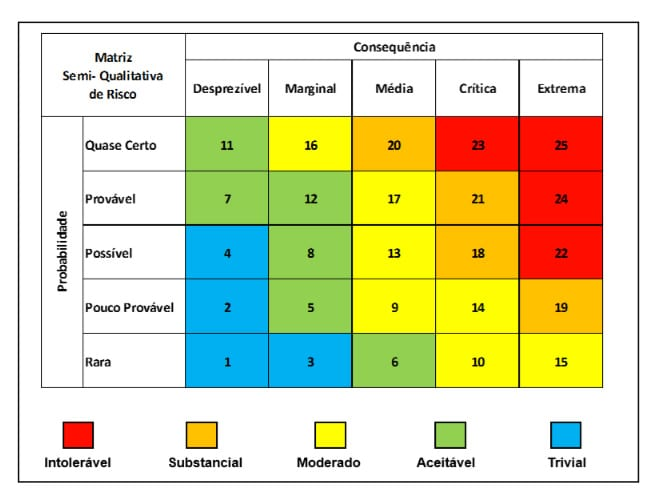 Matriz
Semi- Qualitativa
de Risco
Consequência
Desprezível Marginal Média Crítica Extrema
Probabilidade
Quase Certo 11 16 20 23 25
Provável 7 12 17 21 24
Possível 4 8 13 18 22
Pouco Provável 2 5 9 14 19
Rara 1 3 6 10 15
Intolerável Substancial Moderado Aceitável Trivial